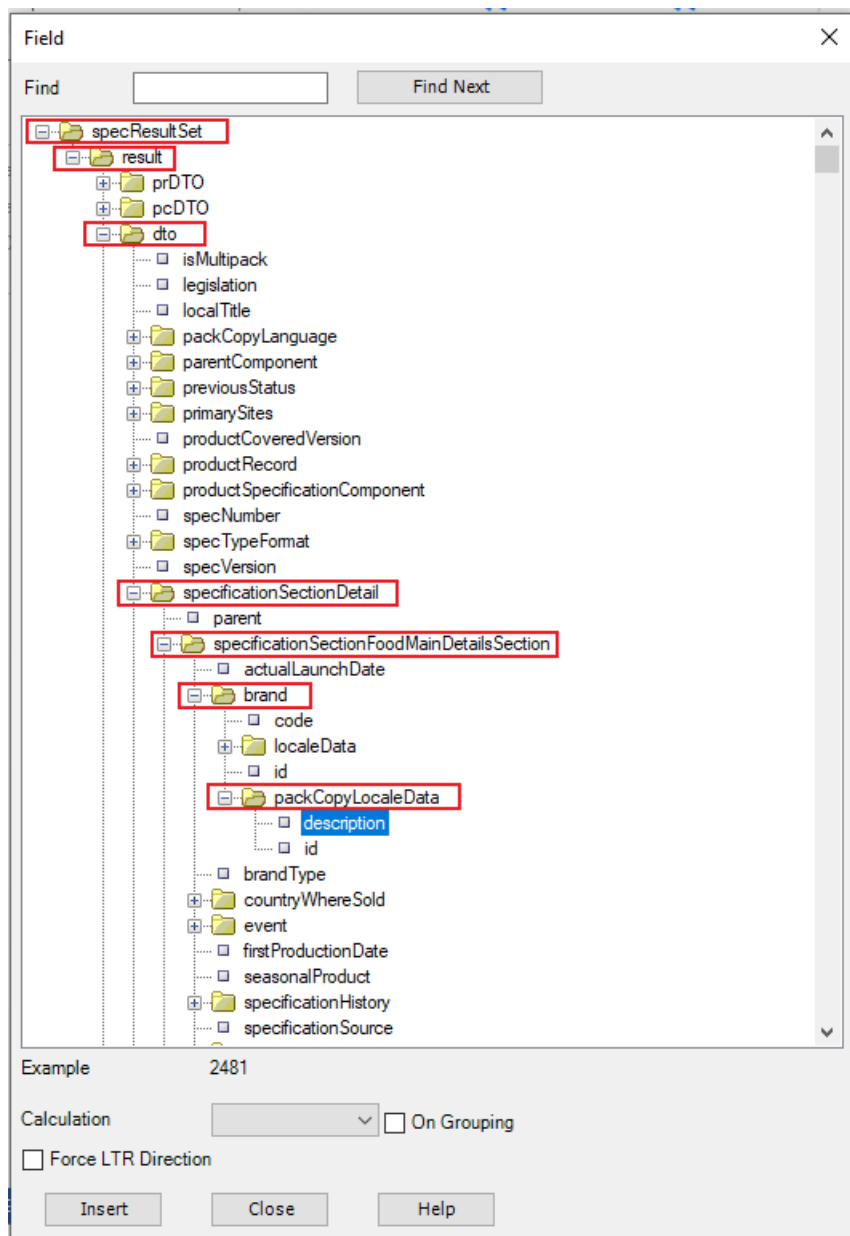 Field
Find
Find Next
specResultSet
result
prDTO
pcDTO
dto
isMultipack
legislation
localTitle
packCopyLanguage
parentComponent
previousStatus
primarySites
productCoveredVersion
productRecord
productSpecificationComponent
specNumber
specTypeFormat
specVersion
specificationSectionDetail
parent
specificationSectionFoodMainDetailsSection
actualLaunchDate
brand
code
localeData
id
packCopyLocaleData
description
id
brandType
countryWhereSold
event
firstProductionDate
seasonalProduct
specificationHistory
specificationSource
Example 2481
Calculation On Grouping
Force LTR Direction
Insert Close Help